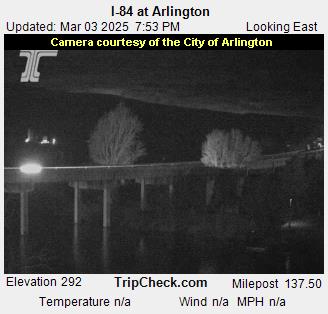 I-84 at Arlington
Updated: Mar 03 2025 7:53 PM Looking East
Camera courtesy of the City of Arlington
Elevation 292 TripCheck.com Milepost 137.50
Temperature n/a Wind n/a MPH n/a